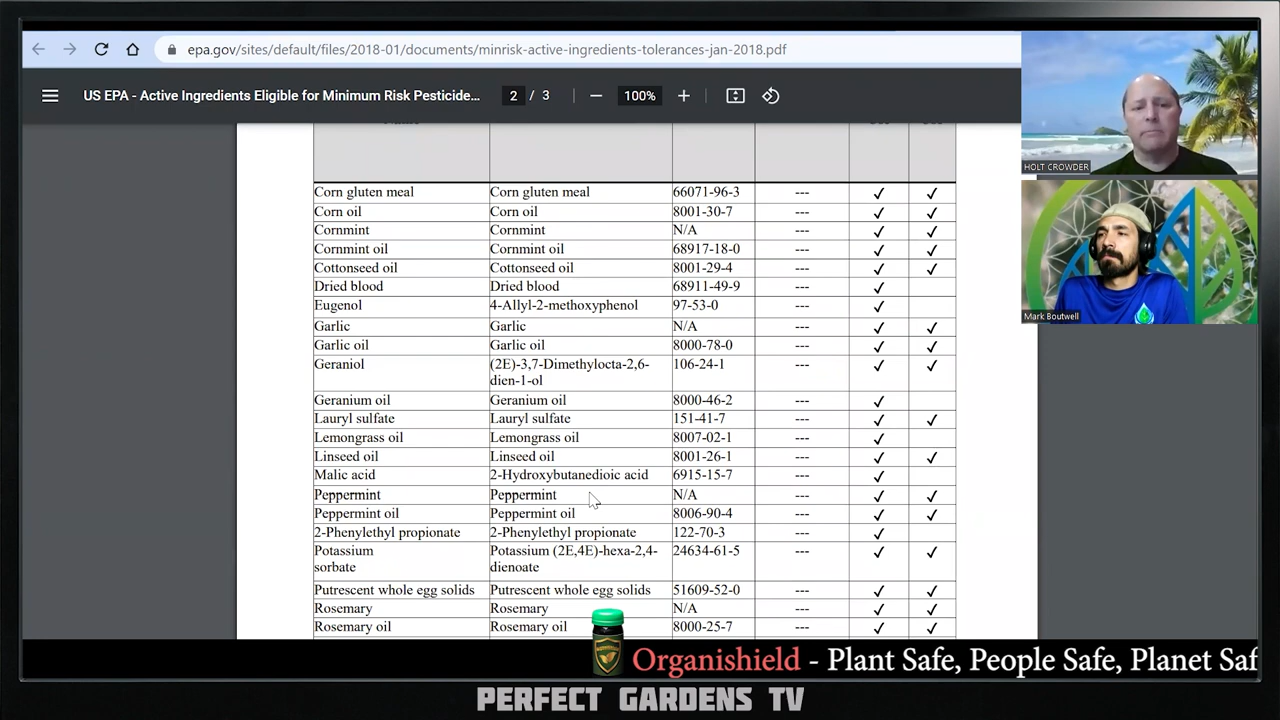 epa.gov/sites/default/files/2018-01/documents/minrisk-active-ingredients-tolerances-jan-2018.pdf
US EPA - Active Ingredients Eligible for Minimum Risk Pesticide... 2 / 3 100%
HOLT CROWDER
Mark Boutwell
Corn gluten meal Corn gluten meal 66071-96-3 --- ✓ ✓
Corn oil Corn oil 8001-30-7 --- ✓ ✓
Cornmint Cornmint N/A --- ✓ ✓
Cornmint oil Cornmint oil 68917-18-0 --- ✓ ✓
Cottonseed oil Cottonseed oil 8001-29-4 --- ✓ ✓
Dried blood Dried blood 68911-49-9 --- ✓
Eugenol 4-Allyl-2-methoxyphenol 97-53-0 --- ✓
Garlic Garlic N/A --- ✓ ✓
Garlic oil Garlic oil 8000-78-0 --- ✓ ✓
Geraniol (2E)-3,7-Dimethylocta-2,6- 106-24-1 --- ✓ ✓
dien-1-ol
Geranium oil Geranium oil 8000-46-2 --- ✓
Lauryl sulfate Lauryl sulfate 151-41-7 --- ✓ ✓
Lemongrass oil Lemongrass oil 8007-02-1 --- ✓
Linseed oil Linseed oil 8001-26-1 --- ✓ ✓
Malic acid 2-Hydroxybutanedioic acid 6915-15-7 --- ✓
Peppermint Peppermint N/A --- ✓ ✓
Peppermint oil Peppermint oil 8006-90-4 --- ✓ ✓
2-Phenylethyl propionate 2-Phenylethyl propionate 122-70-3 --- ✓
Potassium Potassium (2E,4E)-hexa-2,4- 24634-61-5 --- ✓ ✓
sorbate dienoate
Putrescent whole egg solids Putrescent whole egg solids 51609-52-0 --- ✓ ✓
Rosemary Rosemary N/A --- ✓ ✓
Rosemary oil Rosemary oil 8000-25-7 --- ✓ ✓
Organishield - Plant Safe, People Safe, Planet Saf
PERFECT GARDENS TV